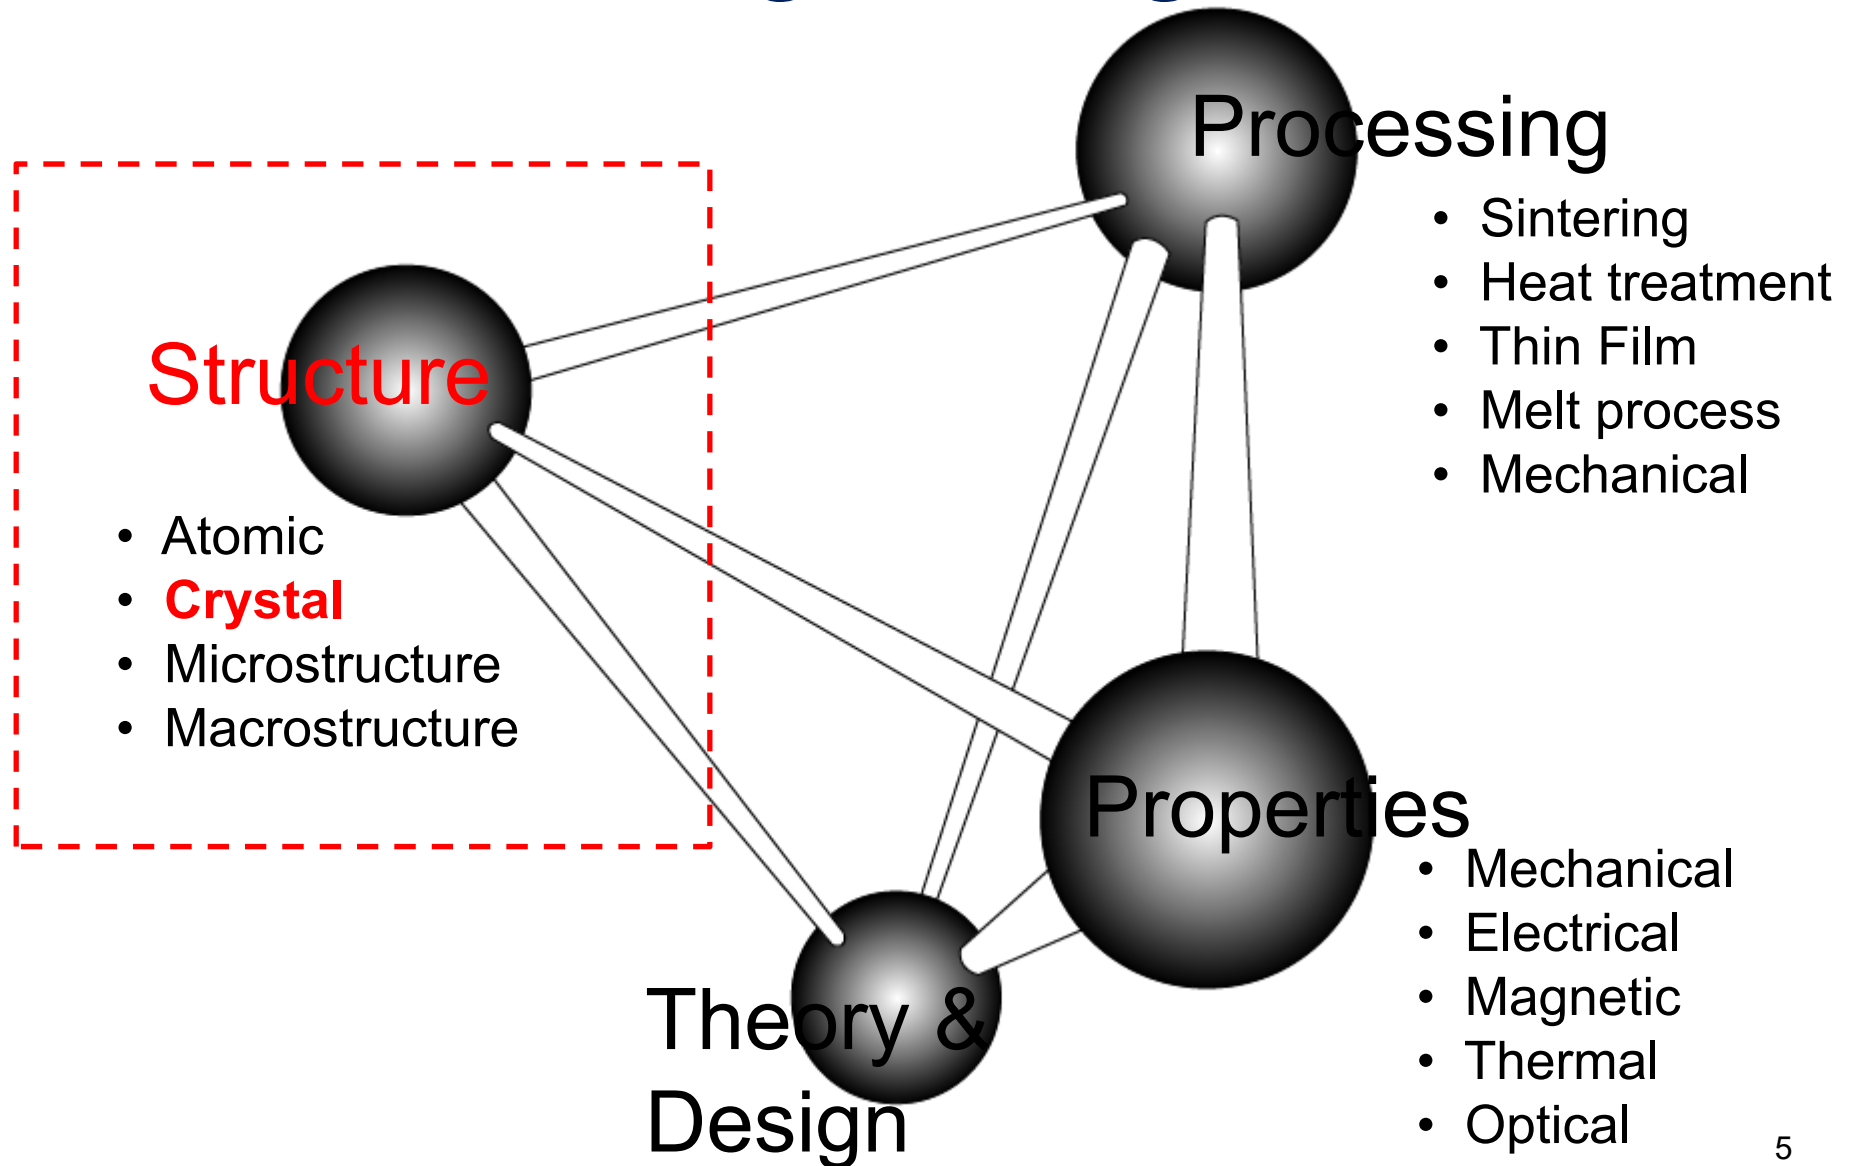 Processing
• Sintering
• Heat treatment
• Thin Film
• Melt process
• Mechanical
Structure
• Atomic
• Crystal
• Microstructure
• Macrostructure
Properties
• Mechanical
• Electrical
• Magnetic
• Thermal
• Optical
Theory &
Design
5